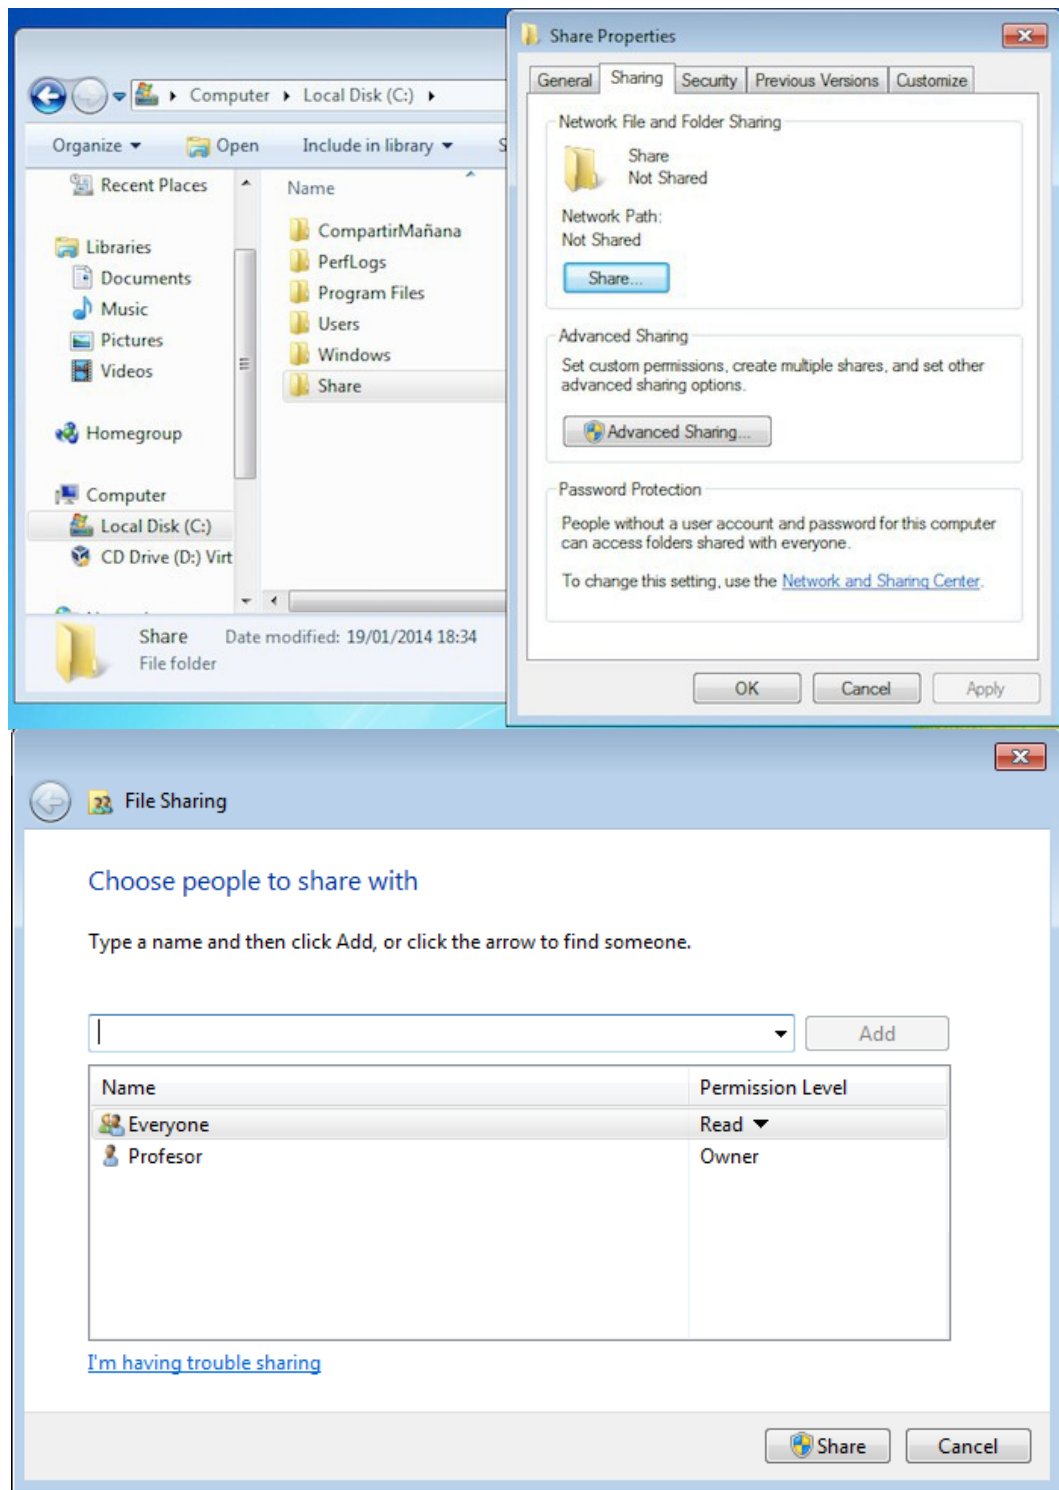 Computer Local Disk (C:)
Organize Open Include in library
Recent Places
Libraries
Documents
Music
Pictures
Videos
Homegroup
Computer
Local Disk (C:)
CD Drive (D:) Virt
Name
CompartirMañana
PerfLogs
Program Files
Users
Windows
Share
Share Date modified: 19/01/2014 18:34
File folder
Share Properties
General Sharing Security Previous Versions Customize
Network File and Folder Sharing
Share
Not Shared
Network Path:
Not Shared
Share...
Advanced Sharing
Set custom permissions, create multiple shares, and set other
advanced sharing options.
Advanced Sharing...
Password Protection
People without a user account and password for this computer
can access folders shared with everyone.
To change this setting, use the Network and Sharing Center.
OK Cancel Apply
File Sharing
Choose people to share with
Type a name and then click Add, or click the arrow to find someone.
Add
Name Permission Level
Everyone Read
Profesor Owner
I'm having trouble sharing
Share Cancel